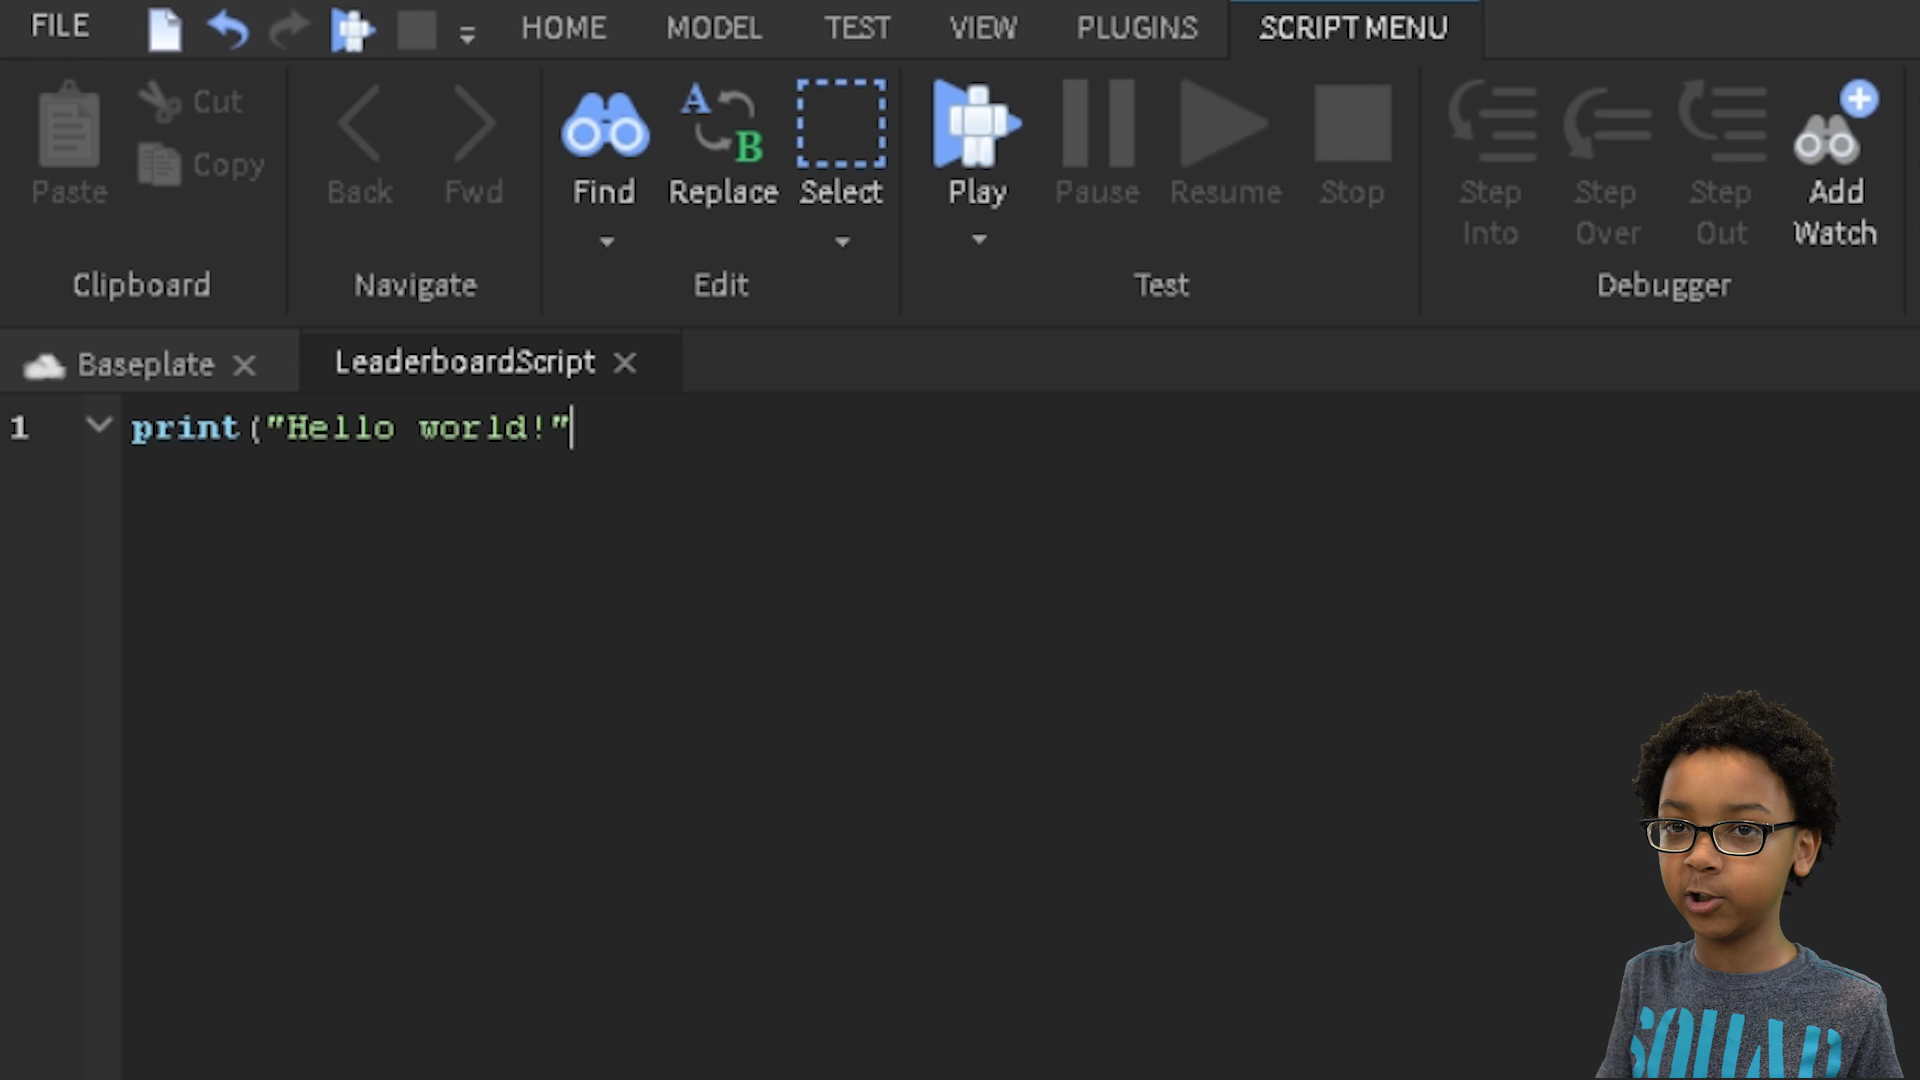 FILE HOME MODEL TEST VIEW PLUGINS SCRIPT MENU
Paste Cut Copy Back Fwd Find Replace Select Play Pause Resume Stop Step Into Step Over Step Out Add Watch
A B
Clipboard Navigate Edit Test Debugger
Baseplate LeaderboardScript
1 print("Hello world!"
SQUAD